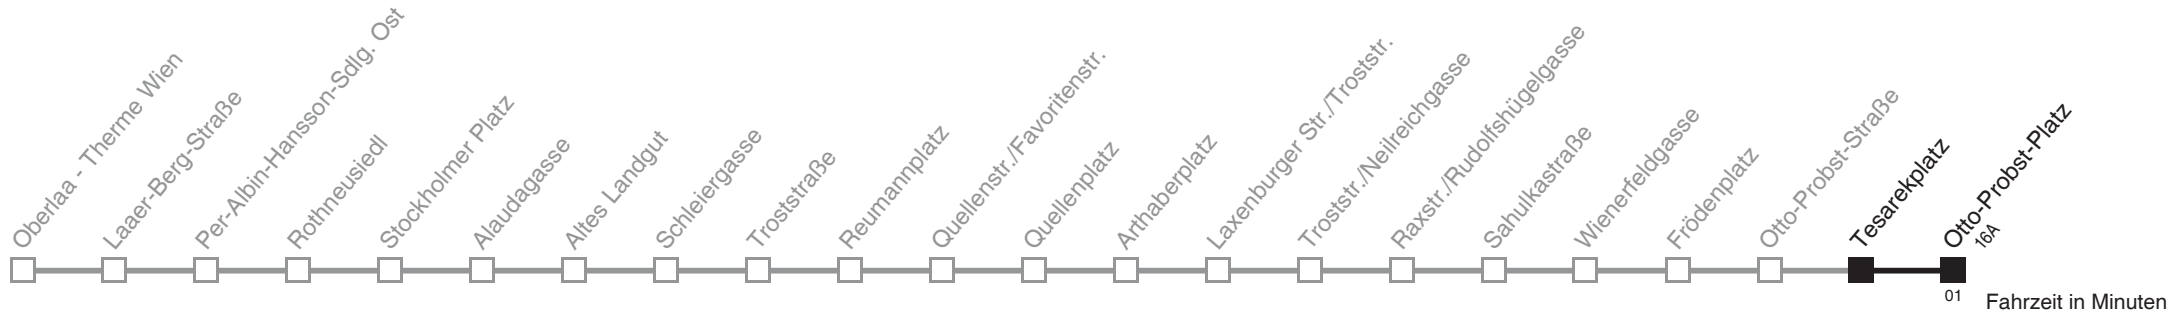 Oberlaa - Therme Wien
Laaer-Berg-Straße
Per-Albin-Hansson-Sdlg. Ost
Rothneusiedl
Stockholmer Platz
Alaudagasse
Altes Landgut
Schleiergasse
Troststraße
Reumannplatz
Quellenstr./Favoritenstr.
Quellenplatz
Arthaberplatz
Laxenburger Str./Troststr.
Troststr./Neilreichgasse
Raxstr./Rudolfshügelgasse
Sahulkastraße
Wienerfeldgasse
Frödenplatz
Otto-Probst-Straße
Tesarekplatz
Otto-Probst-Platz
16A
01
Fahrzeit in Minuten